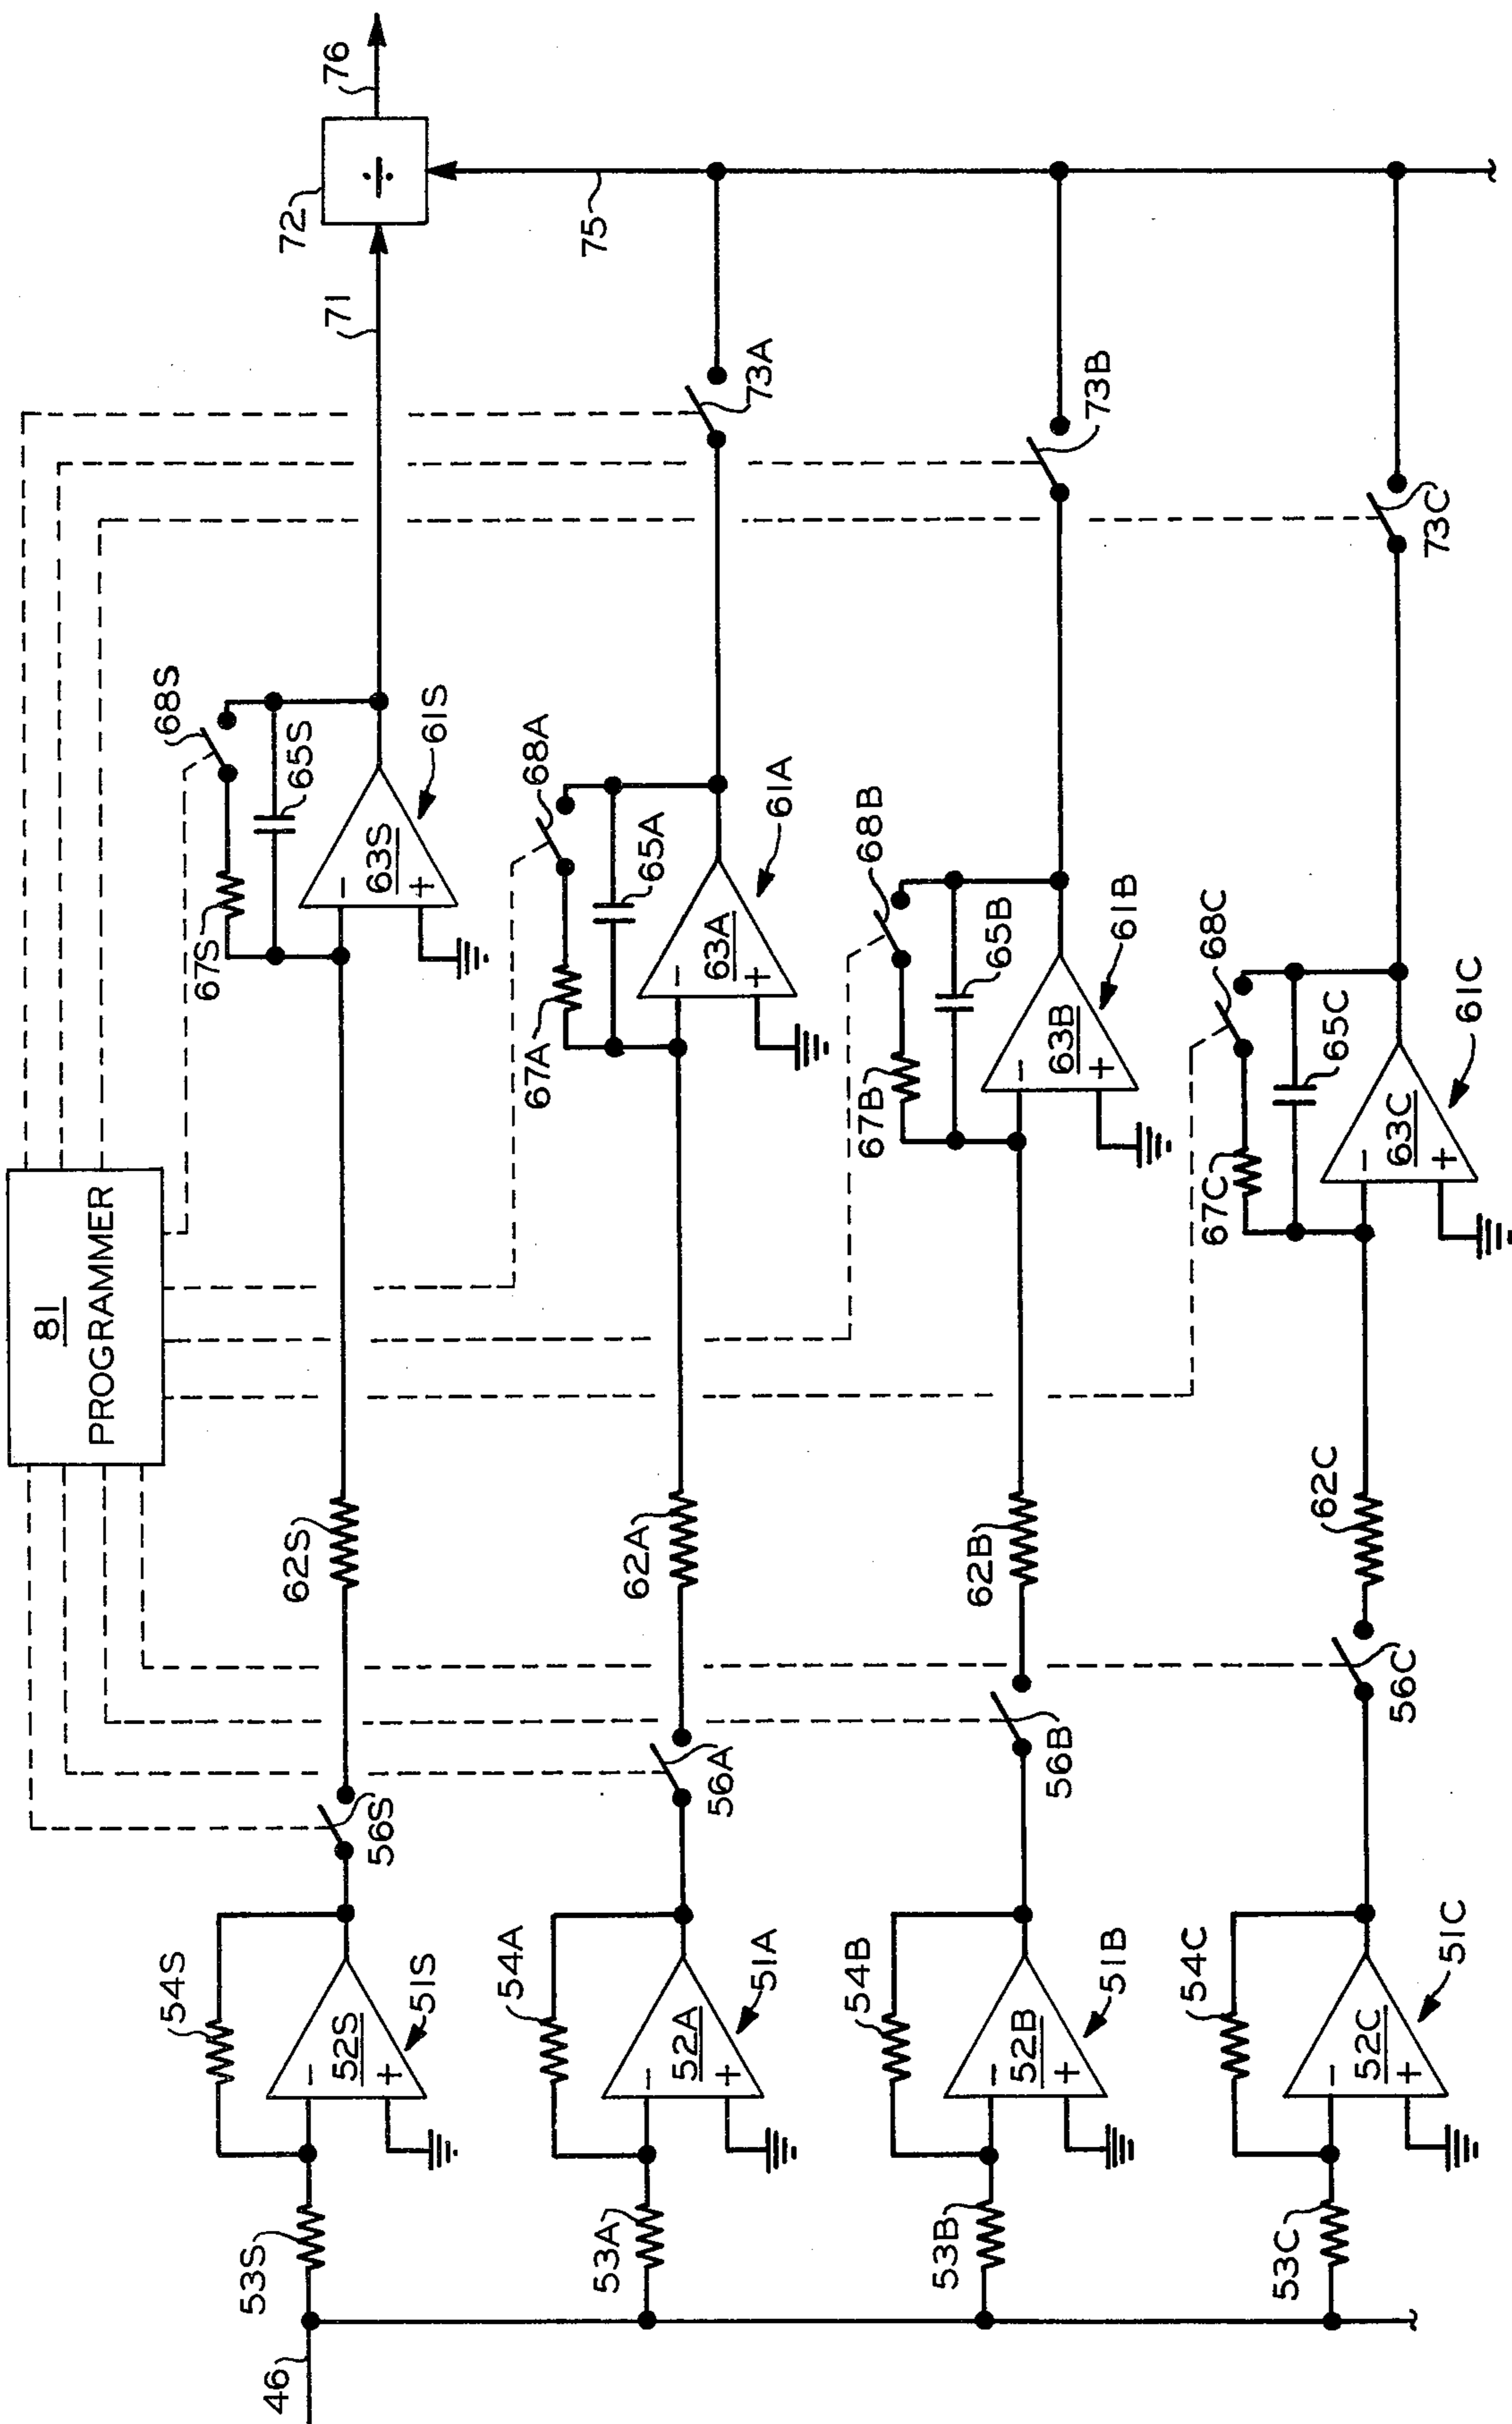 81
PROGRAMMER
46
53S
54S
52S
-
+
51S
56S
62S
67S
68S
65S
63S
-
+
61S
71
72
÷
76
75
53A
54A
52A
-
+
51A
56A
62A
67A
68A
65A
63A
-
+
61A
73A
53B
54B
52B
-
+
51B
56B
62B
67B
68B
65B
63B
-
+
61B
73B
53C
54C
52C
-
+
51C
56C
62C
67C
68C
65C
63C
-
+
61C
73C